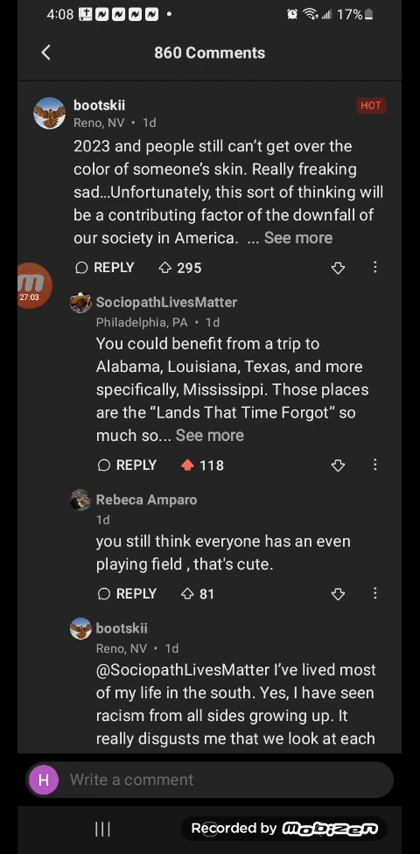 4:08 17%
860 Comments
bootskii HOT
Reno, NV • 1d
2023 and people still can't get over the
color of someone's skin. Really freaking
sad...Unfortunately, this sort of thinking will
be a contributing factor of the downfall of
our society in America. ... See more
REPLY 295
27:03
SociopathLivesMatter
Philadelphia, PA • 1d
You could benefit from a trip to
Alabama, Louisiana, Texas, and more
specifically, Mississippi. Those places
are the “Lands That Time Forgot” so
much so... See more
REPLY 118
Rebeca Amparo
1d
you still think everyone has an even
playing field , that's cute.
REPLY 81
bootskii
Reno, NV • 1d
@SociopathLivesMatter I've lived most
of my life in the south. Yes, I have seen
racism from all sides growing up. It
really disgusts me that we look at each
H Write a comment
Recorded by mobizen